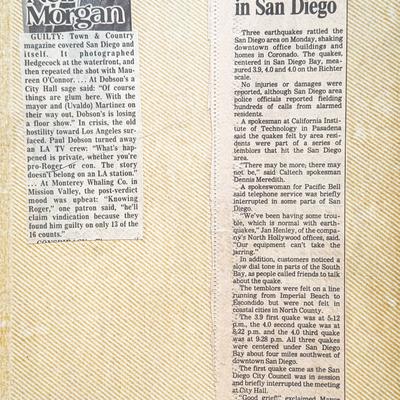 Morgan
GUILTY: Town & Country
magazine covered San Diego and
itself. It photographed
Hedgecock at the waterfront, and
then repeated the shot with Mau-
reen O'Connor. . . . At Dobson's a
City Hall sage said: "Of course
things are glum here. With the
mayor and (Uvaldo) Martinez on
their way out, Dobson's is losing
a floor show." In crisis, the old
hostility toward Los Angeles sur-
faced. Paul Dobson turned away
an LA TV crew: "What's hap-
pened is private, whether you're
pro-Roger or con. The story
doesn't belong on an LA station."
. . . At Monterey Whaling Co. in
Mission Valley, the post-verdict
mood was upbeat: "Knowing
Roger," one patron said, "he'll
claim vindication because they
found him guilty on only 13 of the
16 counts."
in San Diego
Three earthquakes rattled the
San Diego area on Monday, shaking
downtown office buildings and
homes in Coronado. The quakes,
centered in San Diego Bay, mea-
sured 3.9, 4.0 and 4.0 on the Richter
scale.
No injuries or damages were
reported, although San Diego area
police officials reported fielding
hundreds of calls from alarmed
residents.
A spokesman at California Insti-
tute of Technology in Pasadena
said the quakes felt by area resi-
dents were part of a series of
temblors that hit the San Diego
area.
"There may be more; there may
not be," said Caltech spokesman
Dennis Meredith.
A spokeswoman for Pacific Bell
said telephone service was briefly
interrupted in some parts of San
Diego.
"We've been having some trou-
ble, which is normal with earth-
quakes," Jan Henley, of the com-
pany's North Hollywood offices, said.
"Our equipment can't take the
jarring."
In addition, customers noticed a
slow dial tone in parts of the South
Bay, as people called friends to talk
about the quake.
The temblors were felt on a line
running from Imperial Beach to
Escondido but were not felt in
coastal cities in North County.
The 3.9 first quake was at 5:12
p.m., the 4.0 second quake was at
:22 p.m. and the 4.0 third quake
was at 9:28 p.m. All three quakes
were centered under San Diego
Bay about four miles southwest of
downtown San Diego.
The first quake came as the San
Diego City Council was in session
and briefly interrupted the meeting
at City Hall.
"Good grief!" exclaimed Mayor